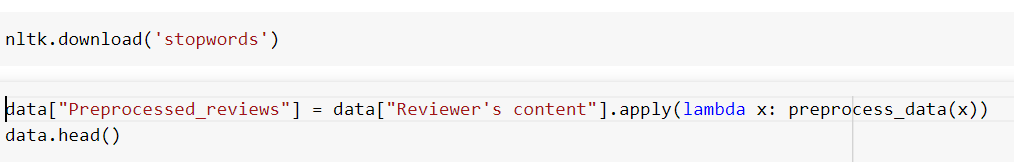 nltk.download('stopwords')
data["Preprocessed_reviews"] = data["Reviewer's content"].apply(lambda x: preprocess_data(x))
data.head()